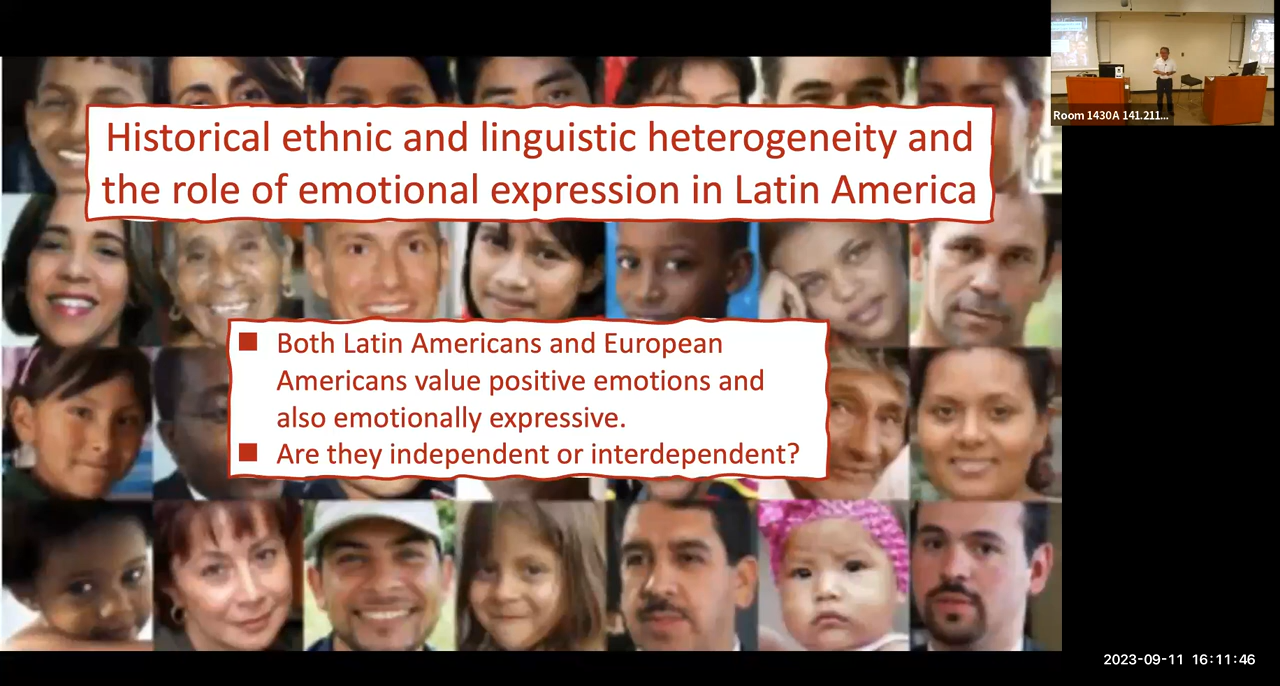 Historical ethnic and linguistic heterogeneity and
the role of emotional expression in Latin America
Room 1430A 141.211...
■ Both Latin Americans and European
Americans value positive emotions and
also emotionally expressive.
■ Are they independent or interdependent?
2023-09-11 16:11:46